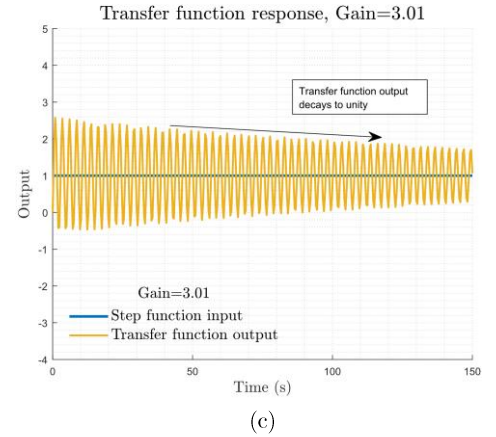 Transfer function response, Gain=3.01
5
4
3
2
1
0
-1
-2
-3
-4
Output
Transfer function output
decays to unity
Gain=3.01
Step function input
Transfer function output
0
50
100
150
Time (s)
(c)